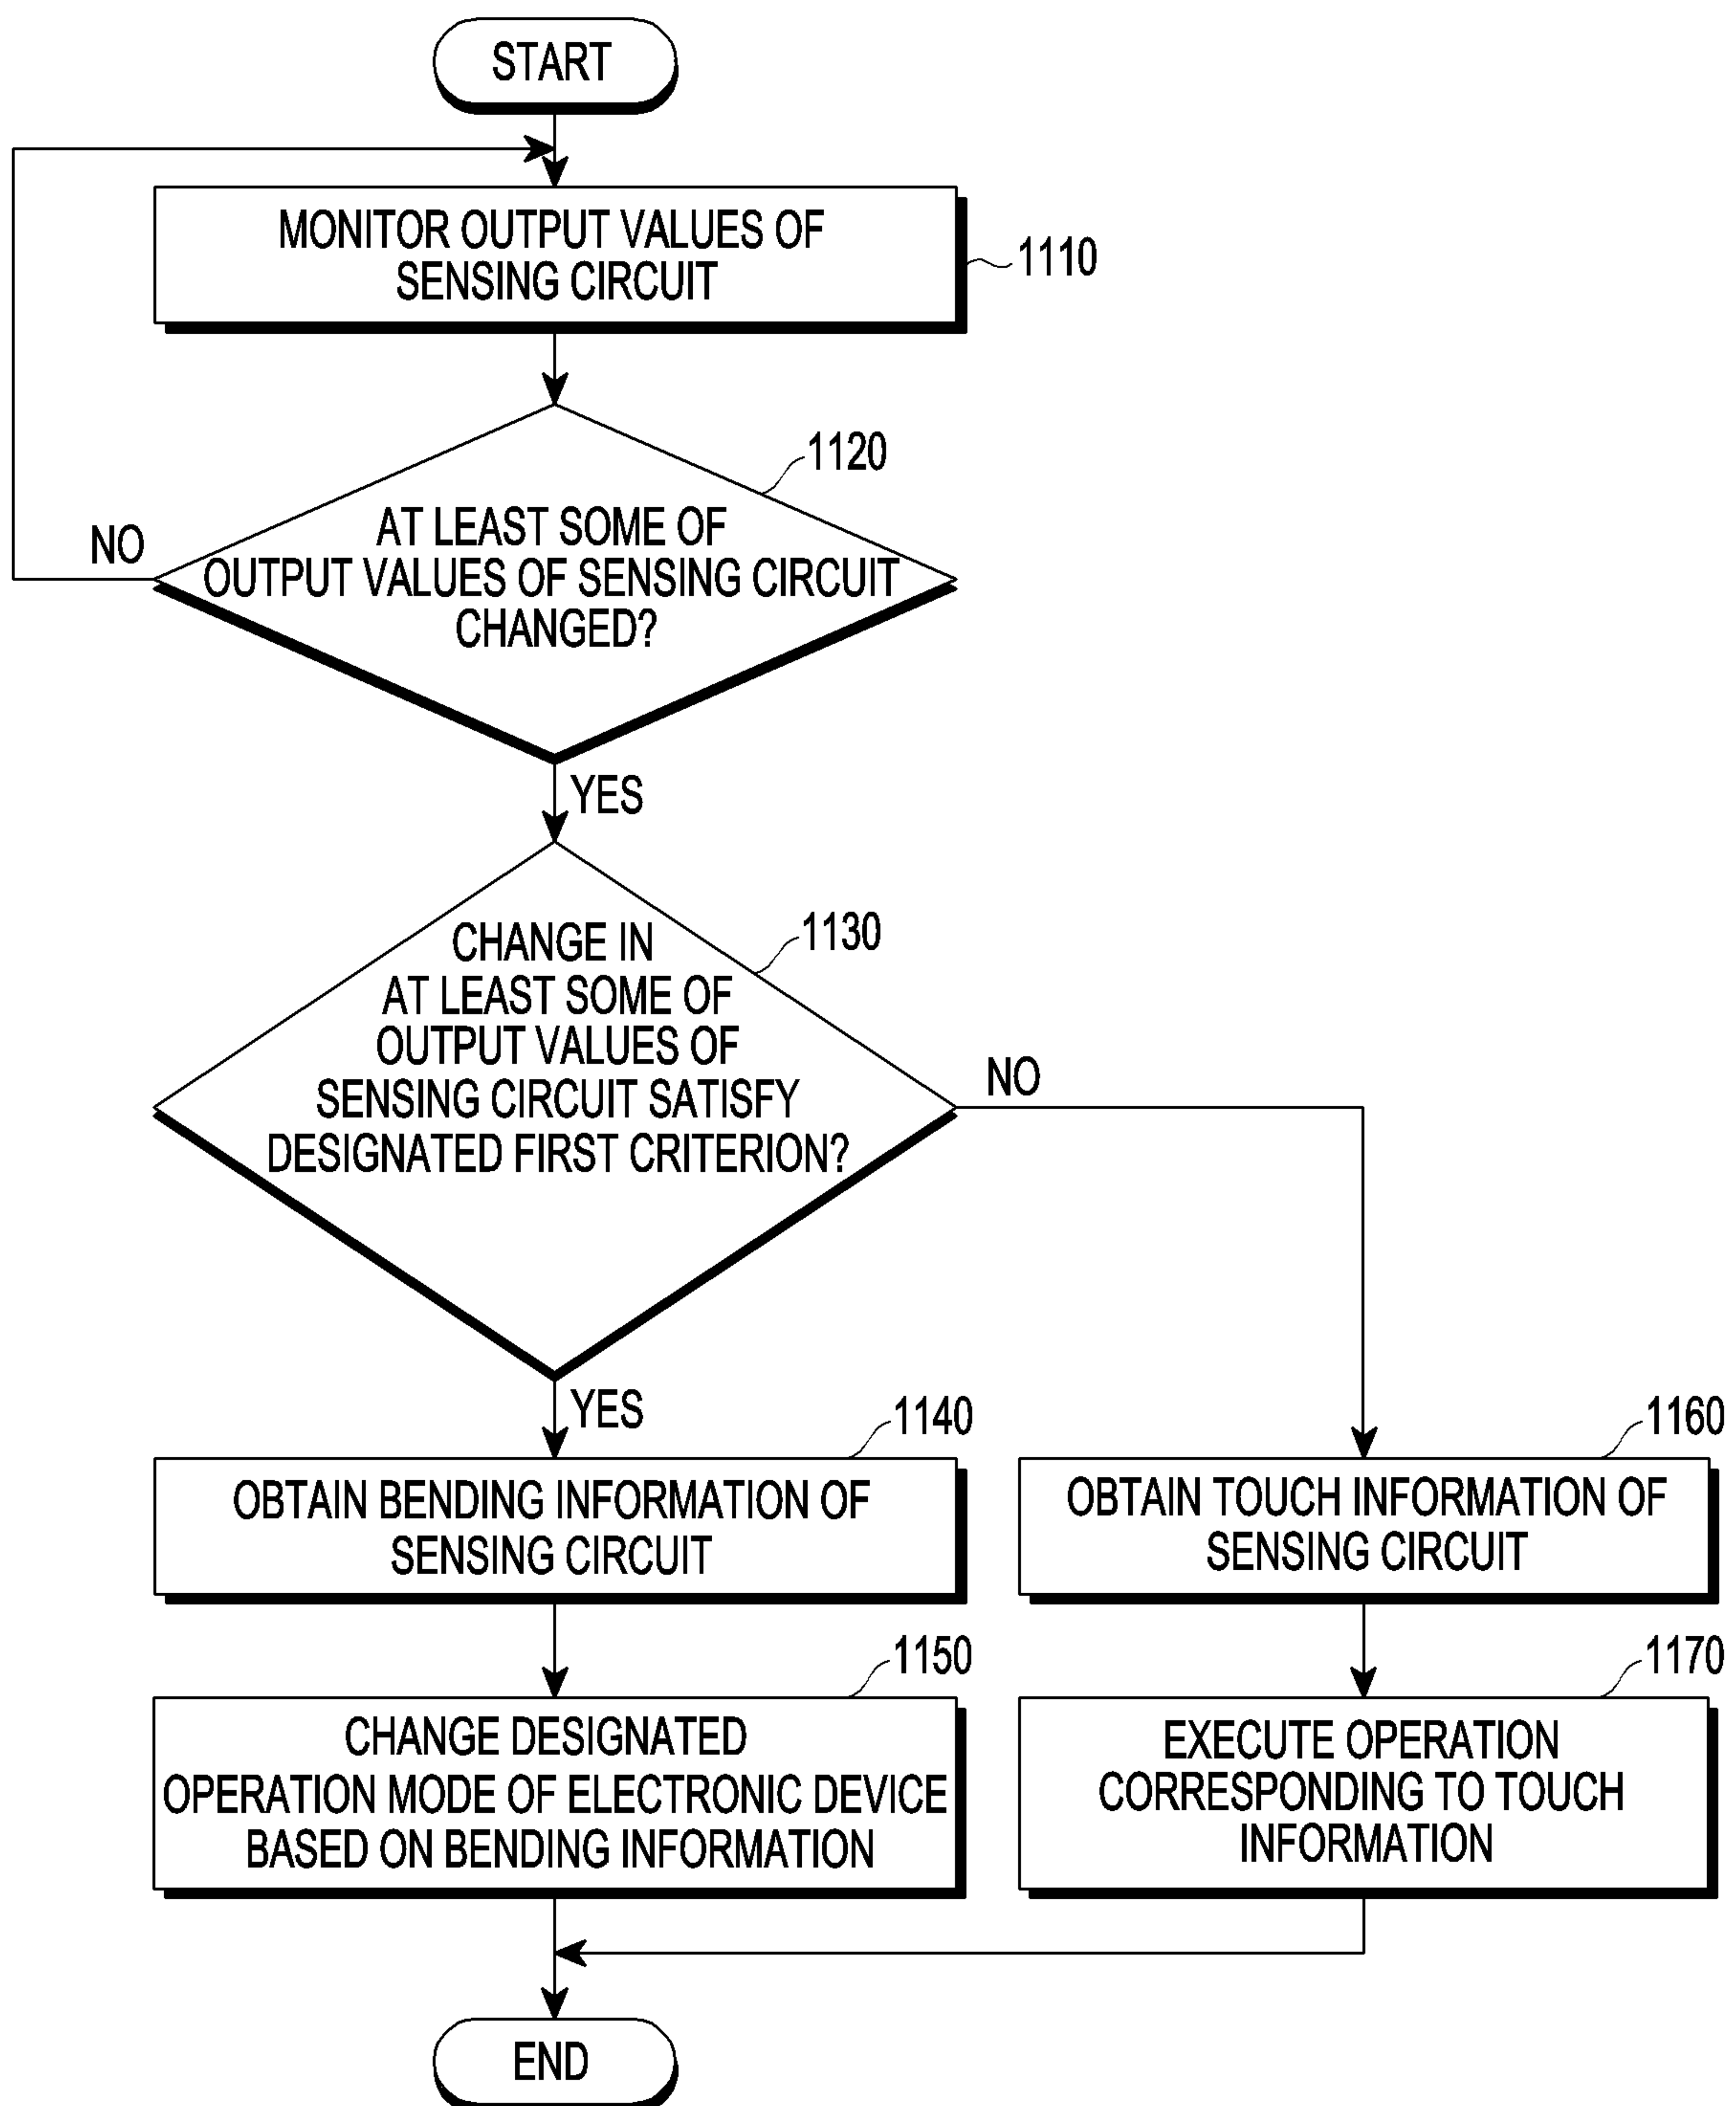 START
MONITOR OUTPUT VALUES OF
SENSING CIRCUIT
1110
1120
AT LEAST SOME OF
OUTPUT VALUES OF SENSING CIRCUIT
CHANGED?
NO
YES
1130
CHANGE IN
AT LEAST SOME OF
OUTPUT VALUES OF
SENSING CIRCUIT SATISFY
DESIGNATED FIRST CRITERION?
NO
YES
1140
OBTAIN BENDING INFORMATION OF
SENSING CIRCUIT
1160
OBTAIN TOUCH INFORMATION OF
SENSING CIRCUIT
1150
CHANGE DESIGNATED
OPERATION MODE OF ELECTRONIC DEVICE
BASED ON BENDING INFORMATION
1170
EXECUTE OPERATION
CORRESPONDING TO TOUCH
INFORMATION
END